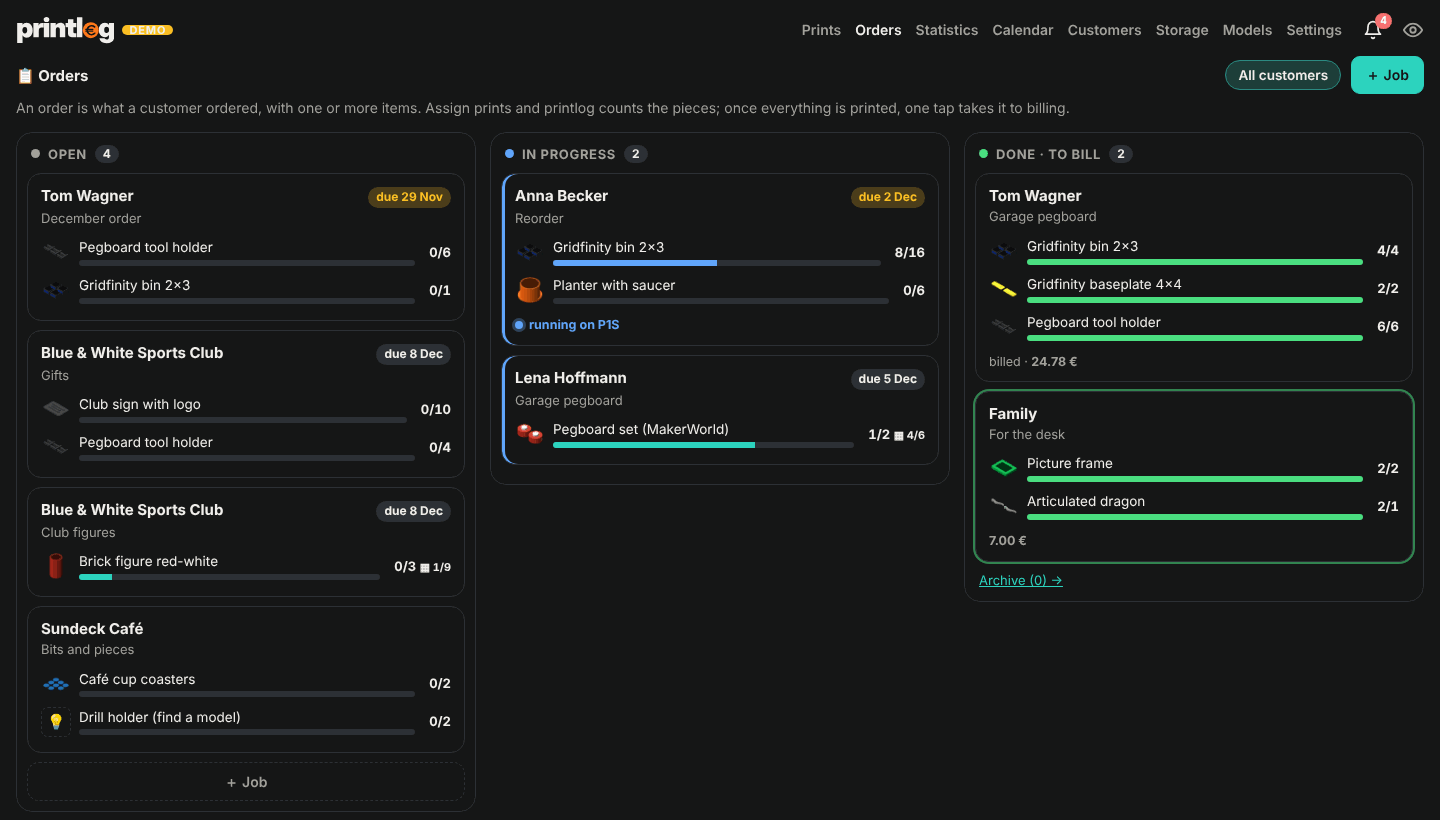 printlog DEMO
Prints Orders Statistics Calendar Customers Storage Models Settings 4
📋 Orders
All customers
+ Job
An order is what a customer ordered, with one or more items. Assign prints and printlog counts the pieces; once everything is printed, one tap takes it to billing.
OPEN 4
Tom Wagner due 29 Nov
December order
Pegboard tool holder 0/6
Gridfinity bin 2×3 0/1
Blue & White Sports Club due 8 Dec
Gifts
Club sign with logo 0/10
Pegboard tool holder 0/4
Blue & White Sports Club due 8 Dec
Club figures
Brick figure red-white 0/3 ▦ 1/9
Sundeck Café
Bits and pieces
Café cup coasters 0/2
Drill holder (find a model) 0/2
+ Job
IN PROGRESS 2
Anna Becker due 2 Dec
Reorder
Gridfinity bin 2×3 8/16
Planter with saucer 0/6
running on P1S
Lena Hoffmann due 5 Dec
Garage pegboard
Pegboard set (MakerWorld) 1/2 ▦ 4/6
DONE · TO BILL 2
Tom Wagner
Garage pegboard
Gridfinity bin 2×3 4/4
Gridfinity baseplate 4×4 2/2
Pegboard tool holder 6/6
billed · 24.78 €
Family
For the desk
Picture frame 2/2
Articulated dragon 2/1
7.00 €
Archive (0) →